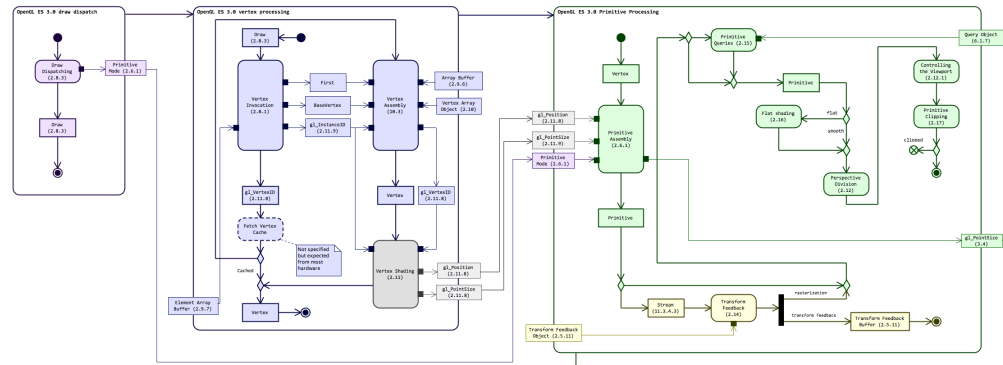 OpenGL ES 3.0 draw dispatch
Draw
Dispatching
(2.8.3)
Primitive
Mode (2.6.1)
Draw
(2.8.3)
OpenGL ES 3.0 vertex processing
Draw
(2.8.3)
Vertex
Invocation
(2.8.1)
First
BaseVertex
gl_InstanceID
(2.11.9)
Vertex
Assembly
(10.3)
Array Buffer
(2.9.6)
Vertex Array
Object (2.10)
gl_VertexID
(2.11.8)
Vertex
gl_VertexID
(2.11.8)
Fetch Vertex
Cache
Not specified
but expected
from most
hardware
Cached
Vertex Shading
(2.11)
gl_Position
(2.11.8)
gl_PointSize
(2.11.8)
Element Array
Buffer (2.9.7)
Vertex
OpenGL ES 3.0 Primitive Processing
Vertex
gl_Position
(2.11.8)
gl_PointSize
(2.11.9)
Primitive
Mode (2.6.1)
Primitive
Assembly
(2.6.1)
Primitive
Primitive
Queries (2.15)
Query Object
(6.1.7)
Primitive
Controlling
the Viewport
(2.12.1)
Flat shading
(2.16)
flat
smooth
Primitive
Clipping
(2.17)
clipped
Perspective
Division
(2.12)
gl_PointSize
(3.4)
rasterization
Stream
(11.3.4.3)
Transform
Feedback
(2.14)
transform feedback
Transform Feedback
Buffer (2.5.11)
Transform Feedback
Object (2.5.11)